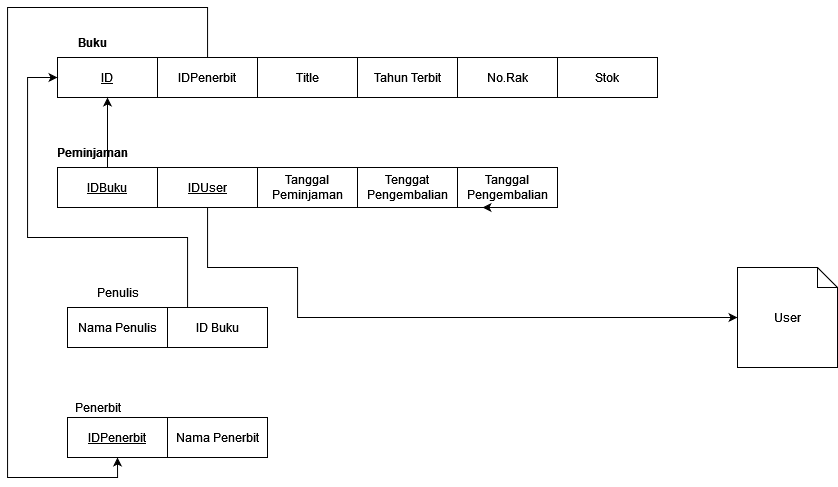 Buku
ID IDPenerbit Title Tahun Terbit No.Rak Stok
Peminjaman
IDBuku IDUser Tanggal Peminjaman Tenggat Pengembalian Tanggal Pengembalian
Penulis
Nama Penulis ID Buku
User
Penerbit
IDPenerbit Nama Penerbit